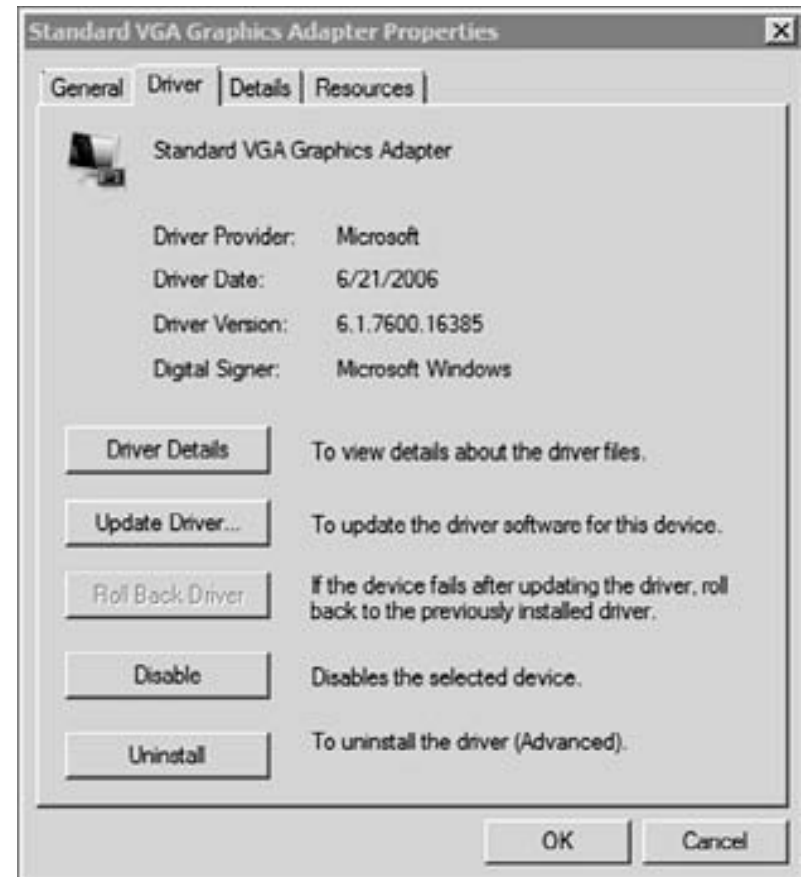 Standard VGA Graphics Adapter Properties
General Driver Details Resources
Standard VGA Graphics Adapter
Driver Provider: Microsoft
Driver Date: 6/21/2006
Driver Version: 6.1.7600.16385
Digital Signer: Microsoft Windows
Driver Details To view details about the driver files.
Update Driver... To update the driver software for this device.
Roll Back Driver If the device fails after updating the driver, roll
back to the previously installed driver.
Disable Disables the selected device.
Uninstall To uninstall the driver (Advanced).
OK Cancel